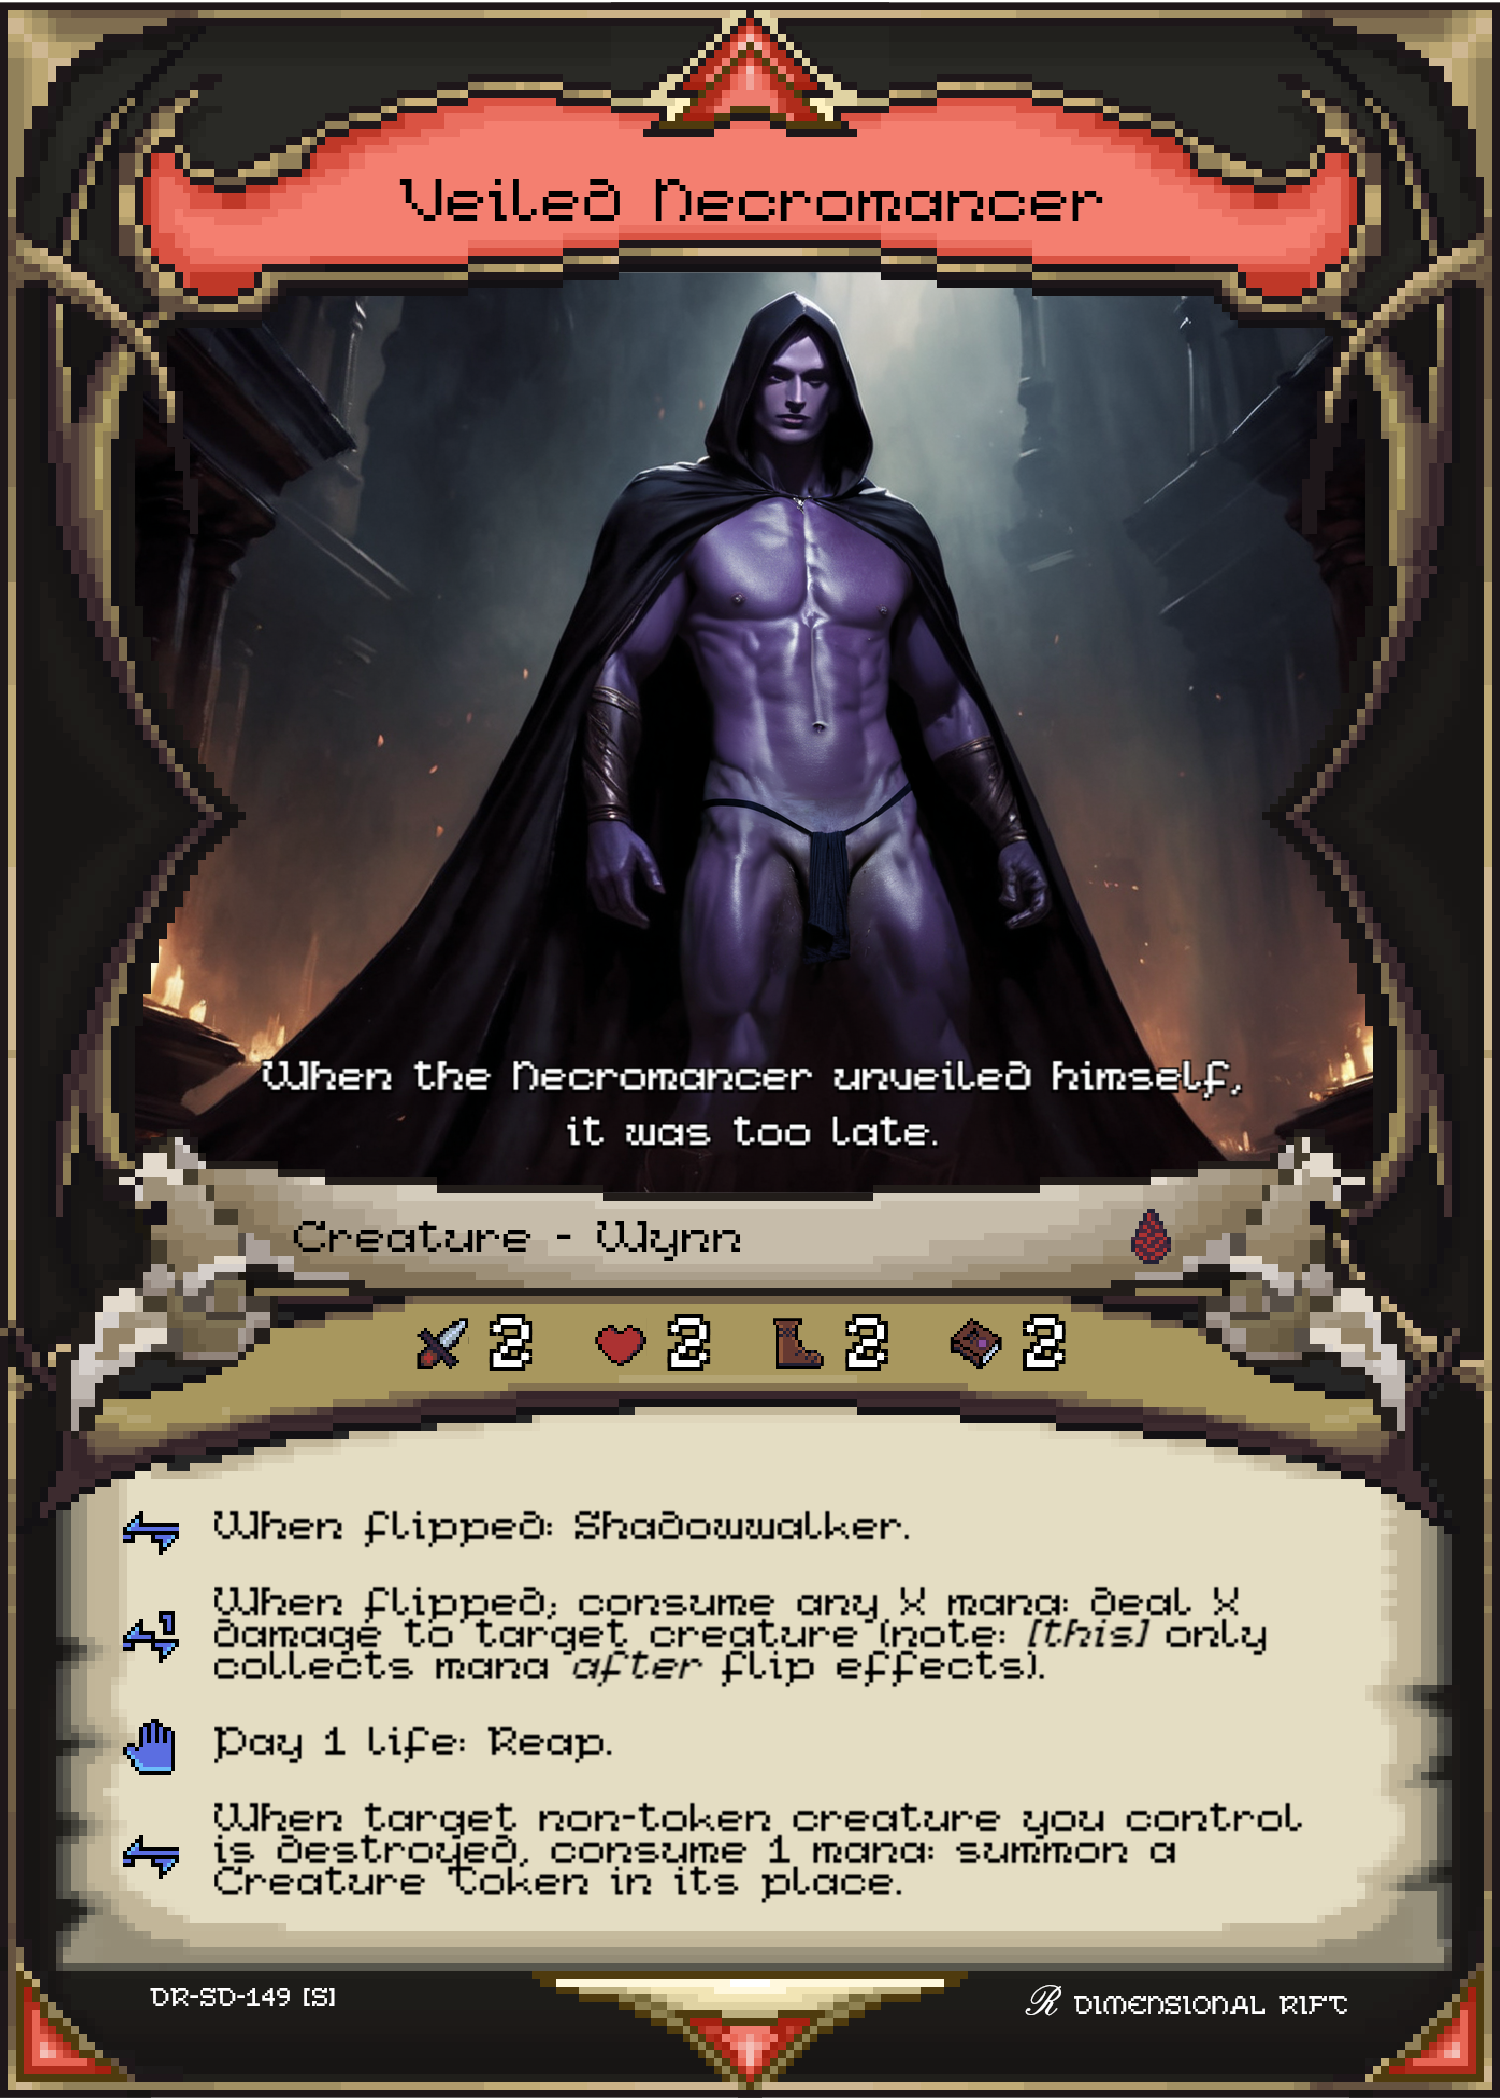 Veiled Necromancer
When the Necromancer unveiled himself,
it was too late.
Creature - Wynn
2 2 2 2
When flipped: Shadowwalker.
When flipped; consume any X mana: deal X
damage to target creature (note: [this] only
collects mana after flip effects).
Pay 1 life: Reap.
When target non-token creature you control
is destroyed, consume 1 mana: summon a
Creature Token in its place.
DR-SD-149 [S]
R DIMENSIONAL RIFT